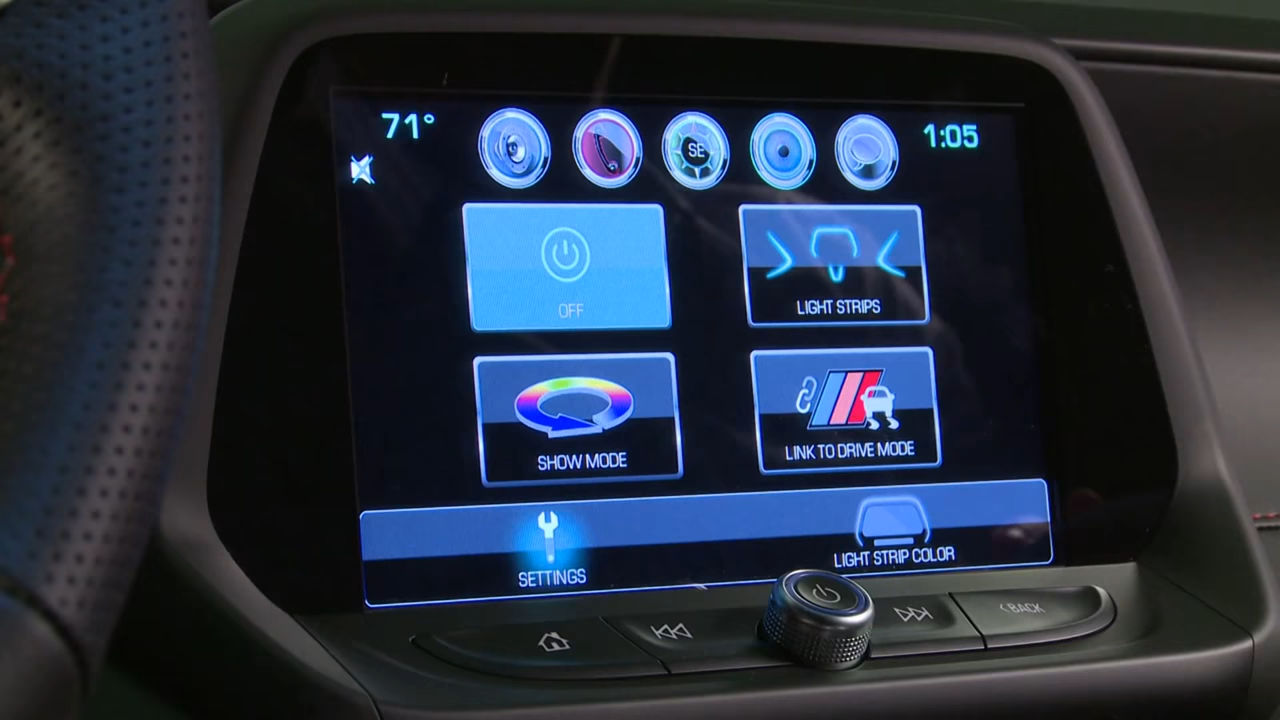 71°
SE
1:05
OFF
LIGHT STRIPS
SHOW MODE
LINK TO DRIVE MODE
SETTINGS
LIGHT STRIP COLOR
BACK